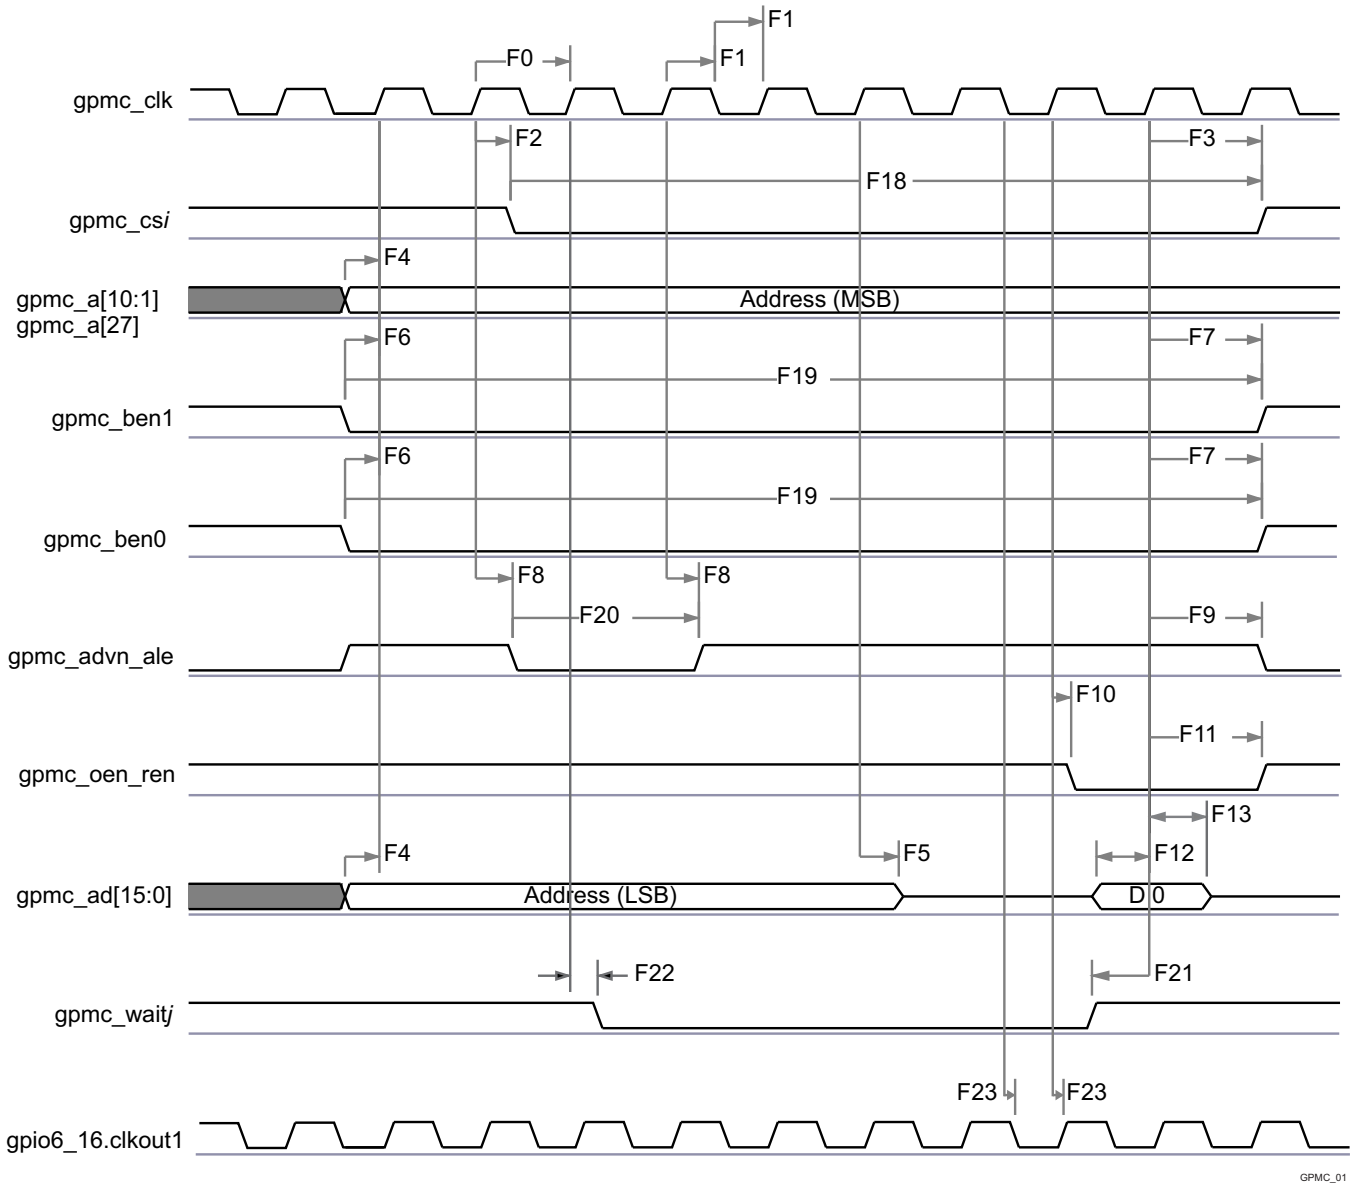 F1
F0
F1
gpmc_clk
F2
F3
F18
gpmc_csi
F4
gpmc_a[10:1]
Address (MSB)
gpmc_a[27]
F6
F7
F19
gpmc_ben1
F6
F7
F19
gpmc_ben0
F8
F8
F20
F9
gpmc_advn_ale
F10
F11
gpmc_oen_ren
F13
F4
F5
F12
gpmc_ad[15:0]
Address (LSB)
D 0
F22
F21
gpmc_waitj
F23
F23
gpio6_16.clkout1
GPMC_01